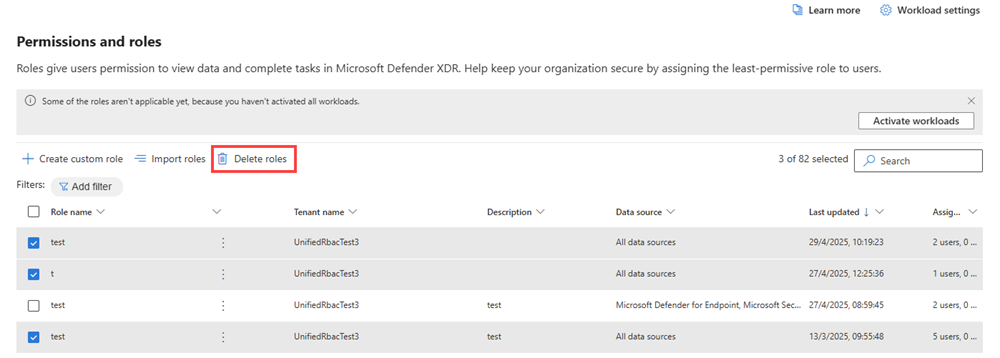 Learn more Workload settings
Permissions and roles
Roles give users permission to view data and complete tasks in Microsoft Defender XDR. Help keep your organization secure by assigning the least-permissive role to users.
Some of the roles aren't applicable yet, because you haven't activated all workloads.
Activate workloads
Create custom role Import roles Delete roles 3 of 82 selected Search
Filters: Add filter
Role name Tenant name Description Data source Last updated ↓ Assig...
test UnifiedRbacTest3 All data sources 29/4/2025, 10:19:23 2 users, 0 ...
t UnifiedRbacTest3 All data sources 27/4/2025, 12:25:36 1 users, 0 ...
test UnifiedRbacTest3 test Microsoft Defender for Endpoint, Microsoft Sec... 27/4/2025, 08:59:45 2 users, 0 ...
test UnifiedRbacTest3 test All data sources 13/3/2025, 09:55:48 5 users, 0 ...